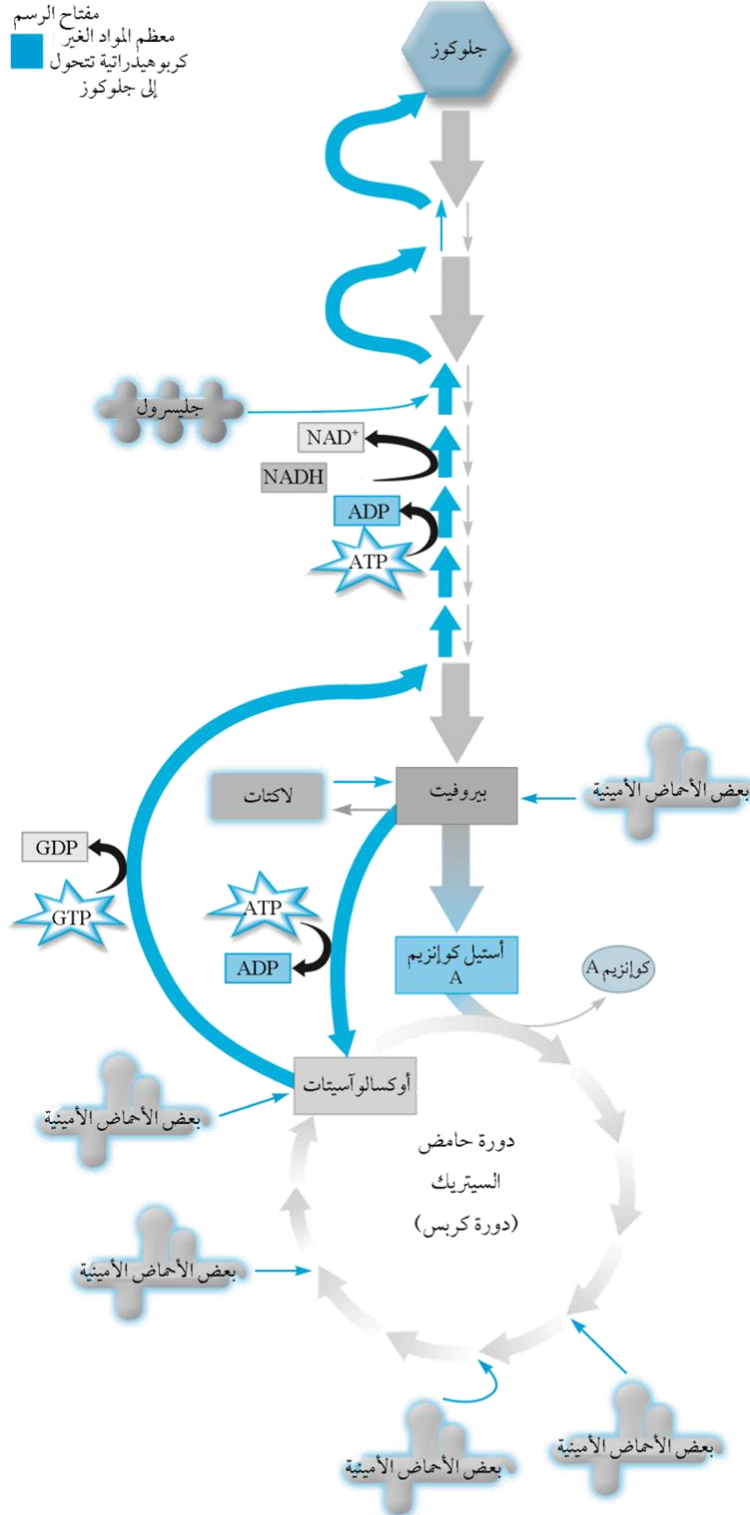 مفتاح الرسم
معظم المواد الغير
كربوهيدراتية تتحول
إلى جلوكوز
جلوكوز
جليسرول
NAD+
NADH
ADP
ATP
بيروفيت
لاكتات
بعض الأحماض الأمينية
GDP
GTP
ATP
ADP
أستيل كوإنزيم
A
كوإنزيم A
أوكسالوآسيتات
بعض الأحماض الأمينية
دورة حامض
السيتريك
(دورة كربس)
بعض الأحماض الأمينية
بعض الأحماض الأمينية
بعض الأحماض الأمينية